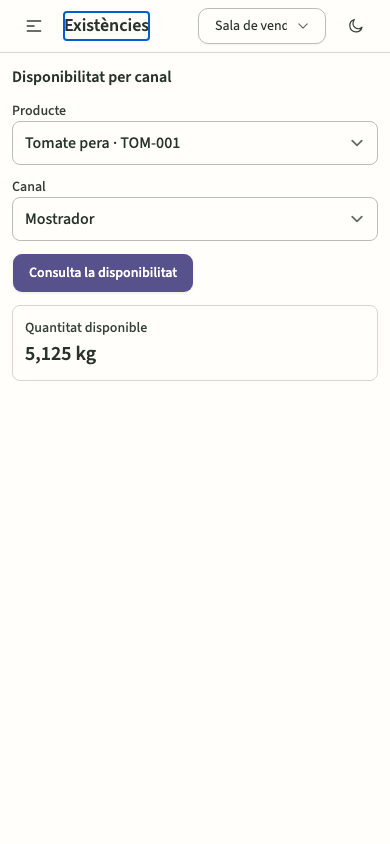 Existències
Sala de venc
Disponibilitat per canal
Producte
Tomate pera · TOM-001
Canal
Mostrador
Consulta la disponibilitat
Quantitat disponible
5,125 kg